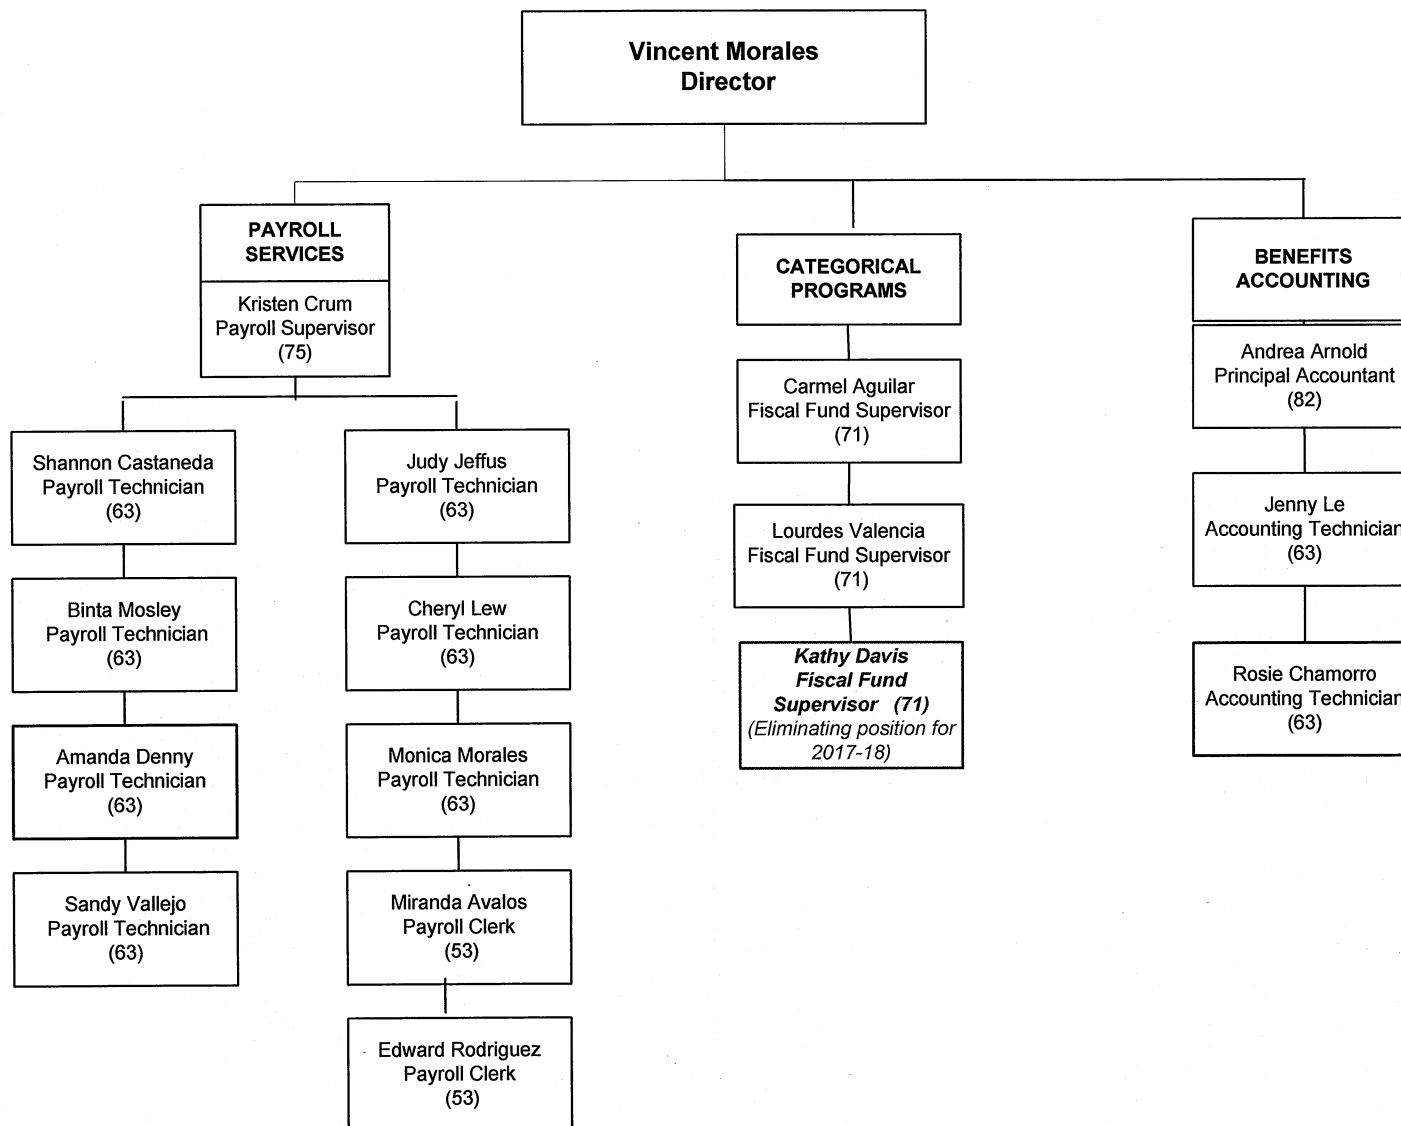 Vincent Morales
Director
PAYROLL
SERVICES
Kristen Crum
Payroll Supervisor
(75)
Shannon Castaneda
Payroll Technician
(63)
Binta Mosley
Payroll Technician
(63)
Amanda Denny
Payroll Technician
(63)
Sandy Vallejo
Payroll Technician
(63)
Judy Jeffus
Payroll Technician
(63)
Cheryl Lew
Payroll Technician
(63)
Monica Morales
Payroll Technician
(63)
Miranda Avalos
Payroll Clerk
(53)
Edward Rodriguez
Payroll Clerk
(53)
CATEGORICAL
PROGRAMS
Carmel Aguilar
Fiscal Fund Supervisor
(71)
Lourdes Valencia
Fiscal Fund Supervisor
(71)
Kathy Davis
Fiscal Fund
Supervisor (71)
(Eliminating position for
2017-18)
BENEFITS
ACCOUNTING
Andrea Arnold
Principal Accountant
(82)
Jenny Le
Accounting Technician
(63)
Rosie Chamorro
Accounting Technician
(63)